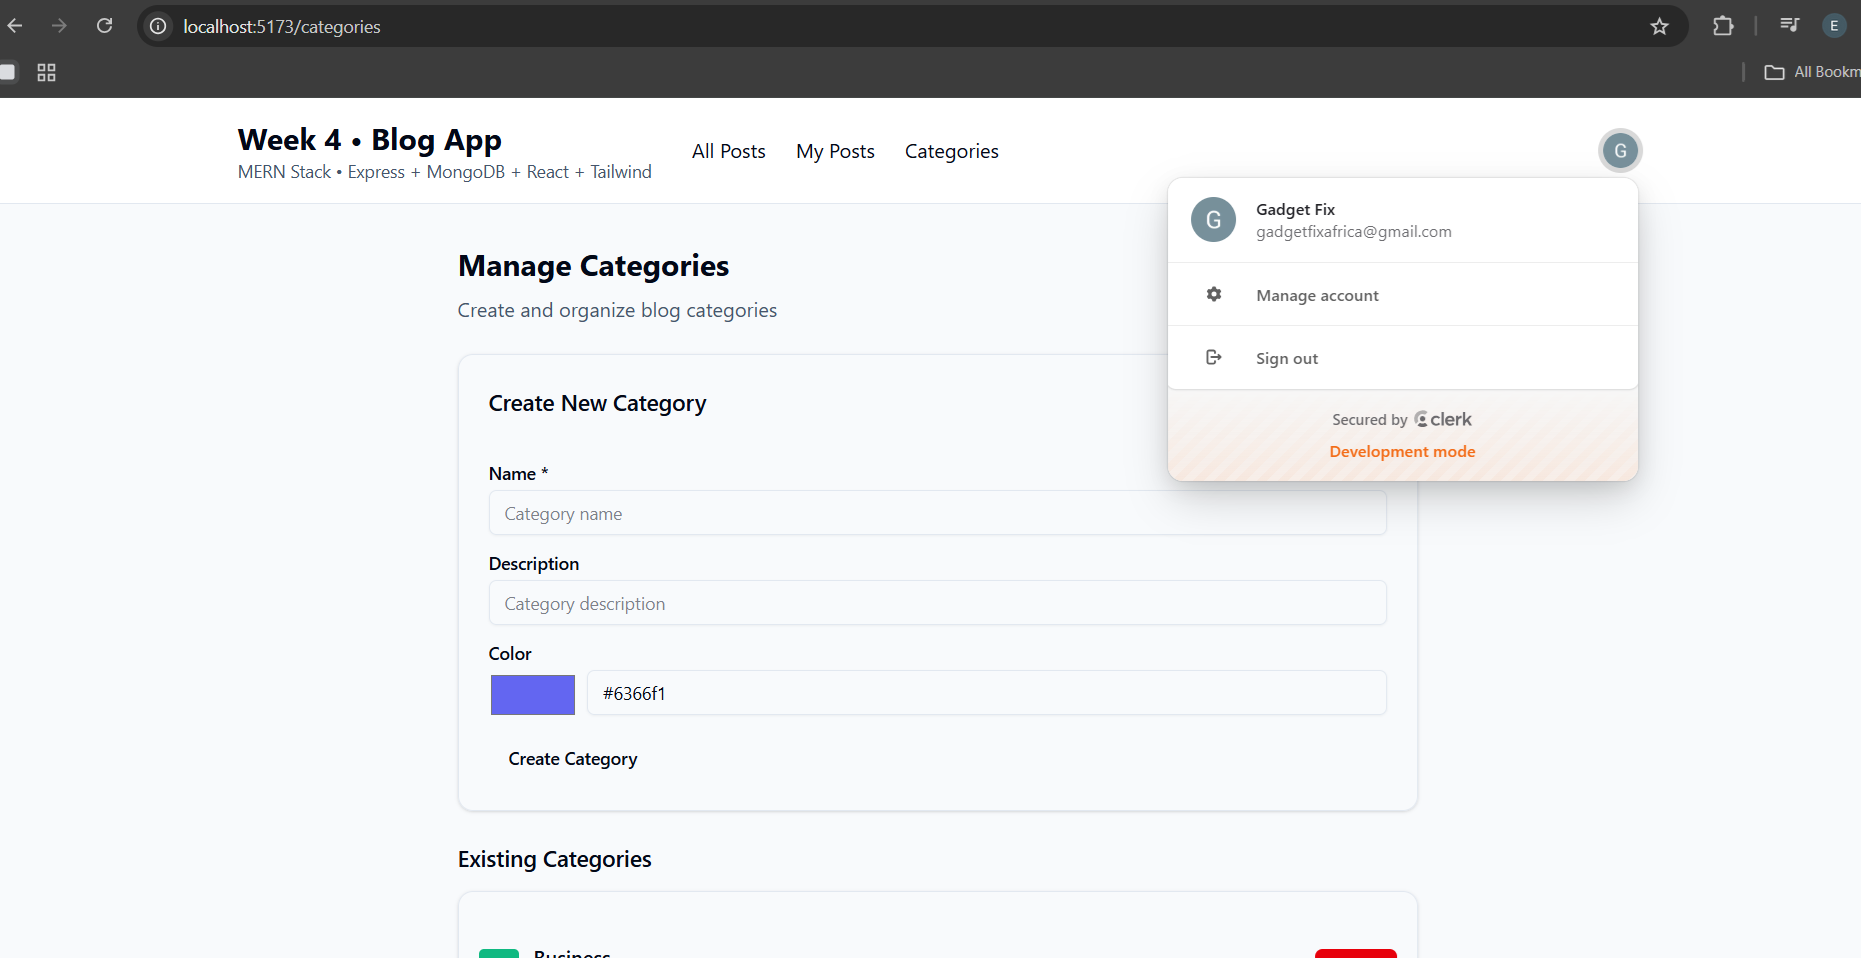 localhost:5173/categories
E
All Bookm
Week 4 • Blog App
MERN Stack • Express + MongoDB + React + Tailwind
All Posts
My Posts
Categories
G
G
Gadget Fix
gadgetfixafrica@gmail.com
Manage account
Sign out
Secured by clerk
Development mode
Manage Categories
Create and organize blog categories
Create New Category
Name *
Category name
Description
Category description
Color
#6366f1
Create Category
Existing Categories
Business